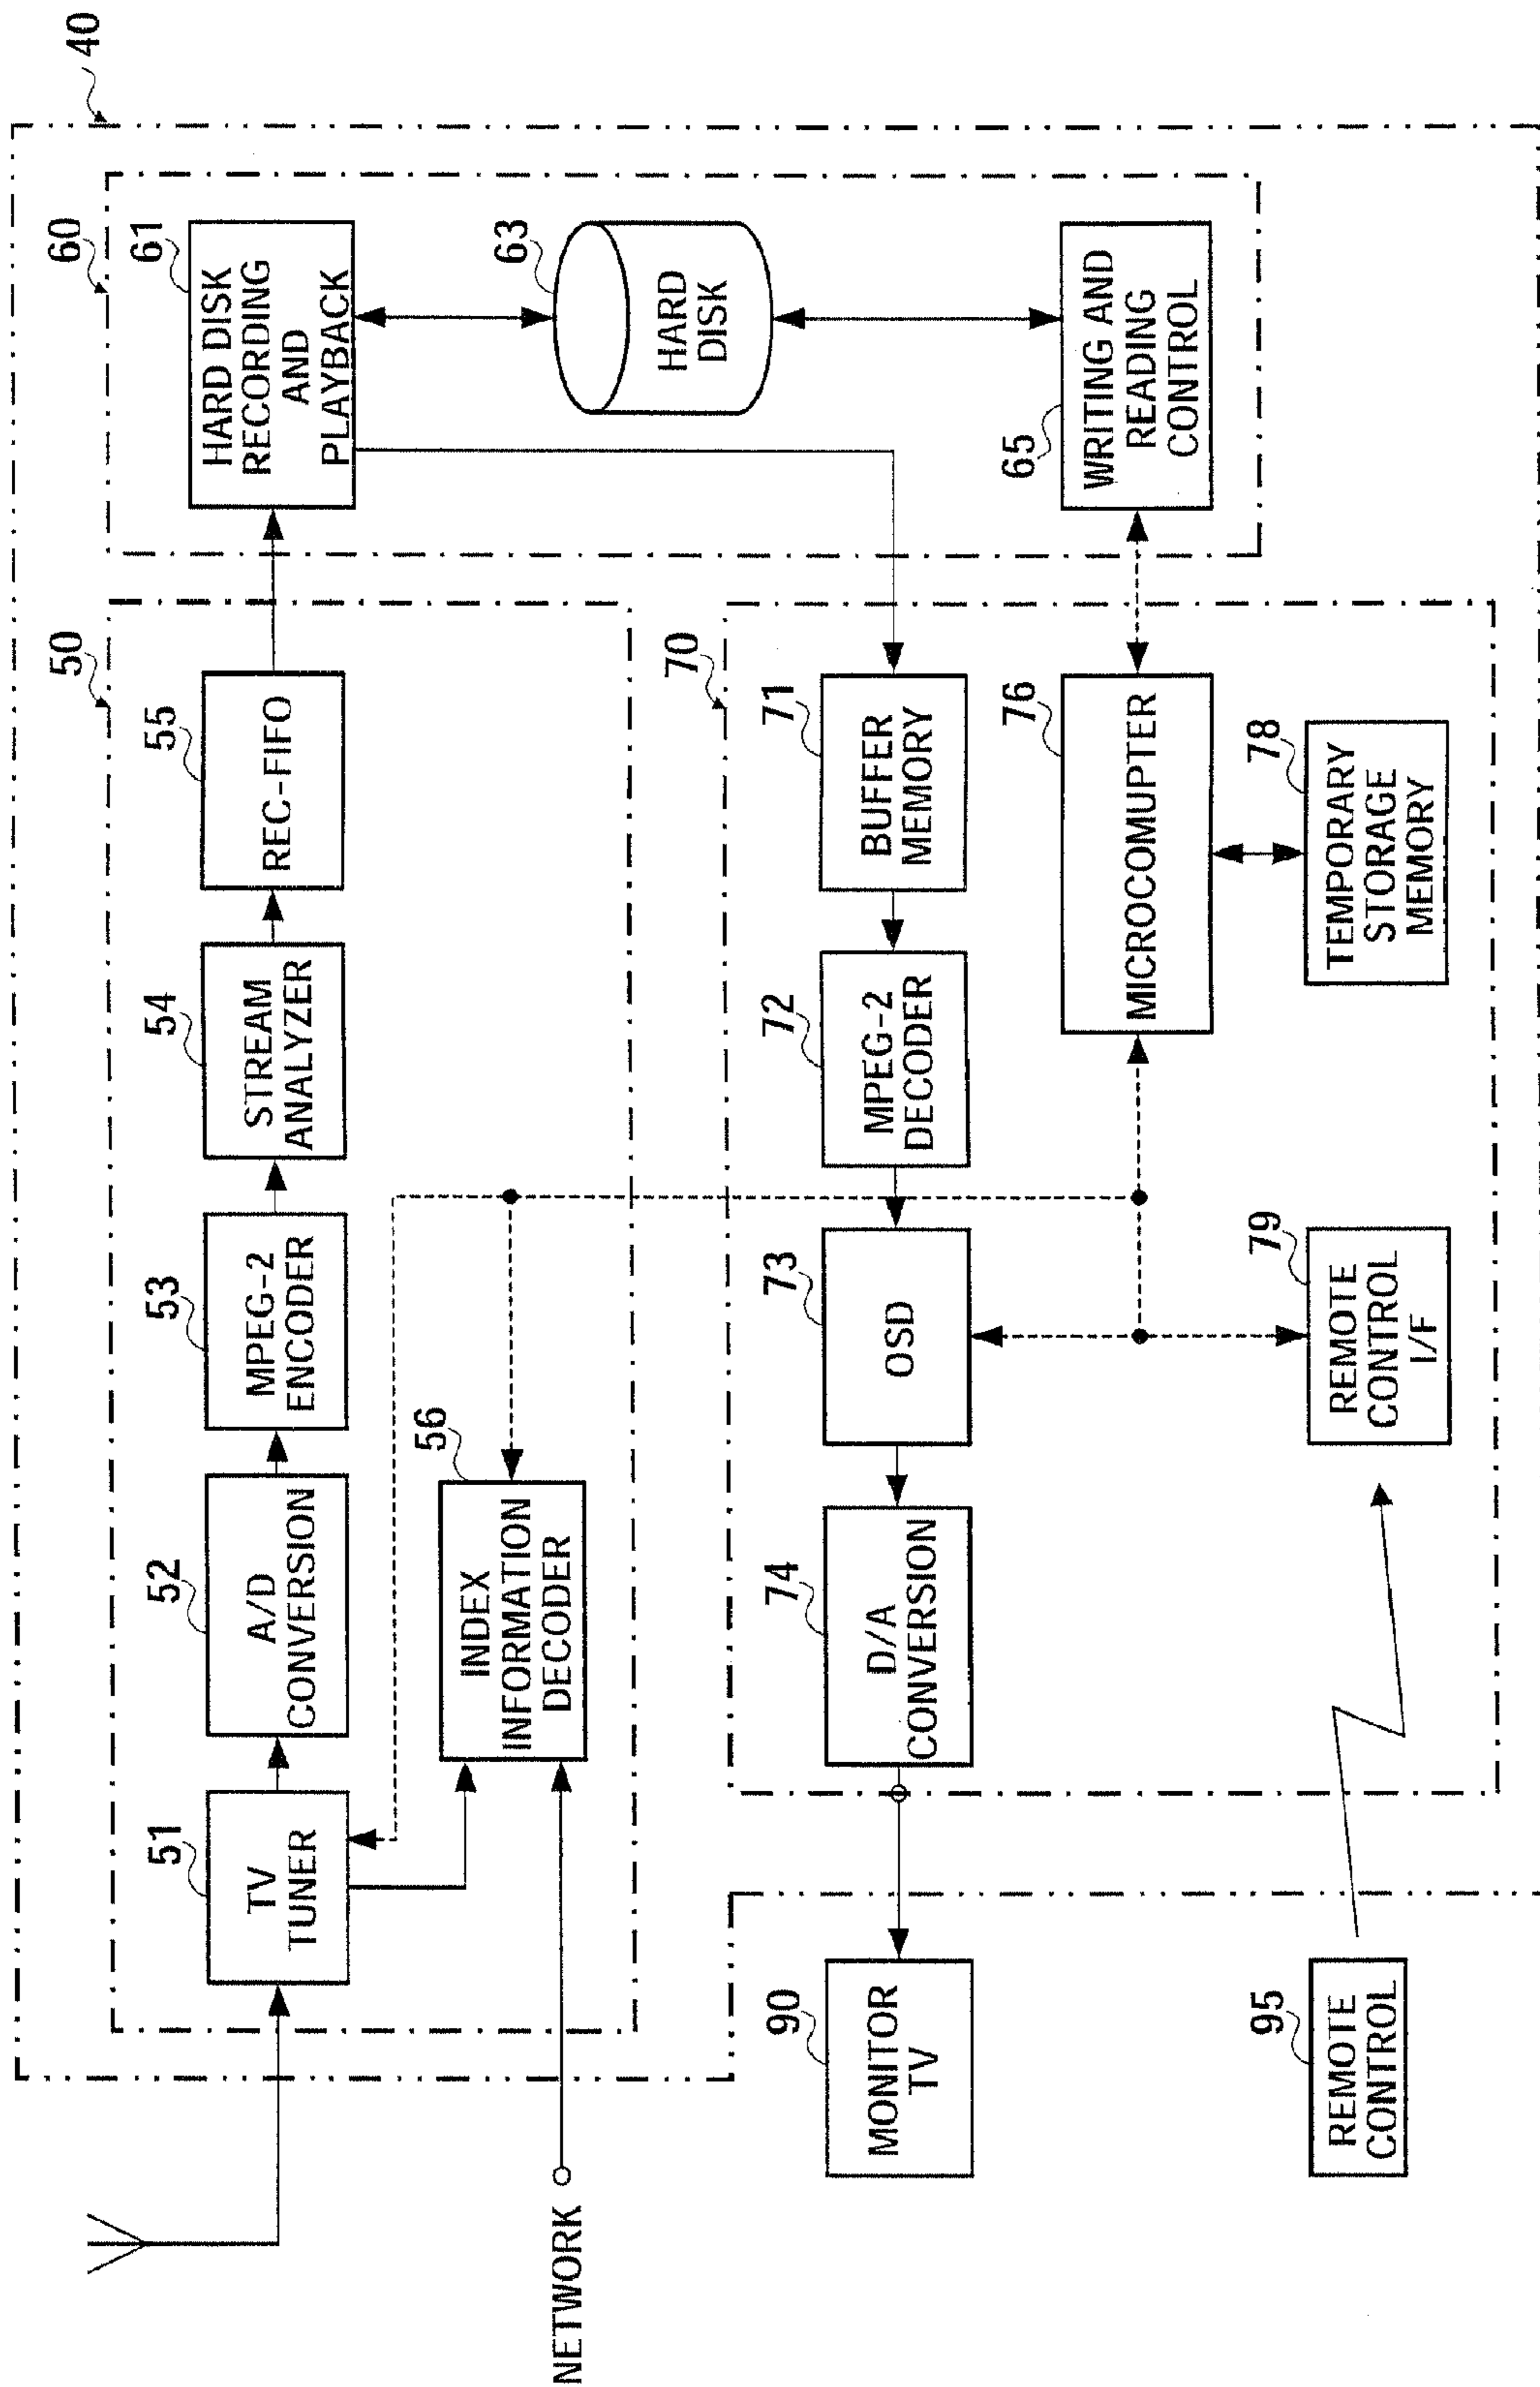 40
50
60
51
TV
TUNER
52
A/D
CONVERSION
53
MPEG-2
ENCODER
54
STREAM
ANALYZER
55
REC-FIFO
61
HARD DISK
RECORDING
AND
PLAYBACK
56
INDEX
INFORMATION
DECODER
NETWORK
63
HARD
DISK
70
90
MONITOR
TV
74
D/A
CONVERSION
73
OSD
72
MPEG-2
DECODER
71
BUFFER
MEMORY
76
MICROCOMUPTER
65
WRITING AND
READING
CONTROL
95
REMOTE
CONTROL
79
REMOTE
CONTROL
I/F
78
TEMPORARY
STORAGE
MEMORY